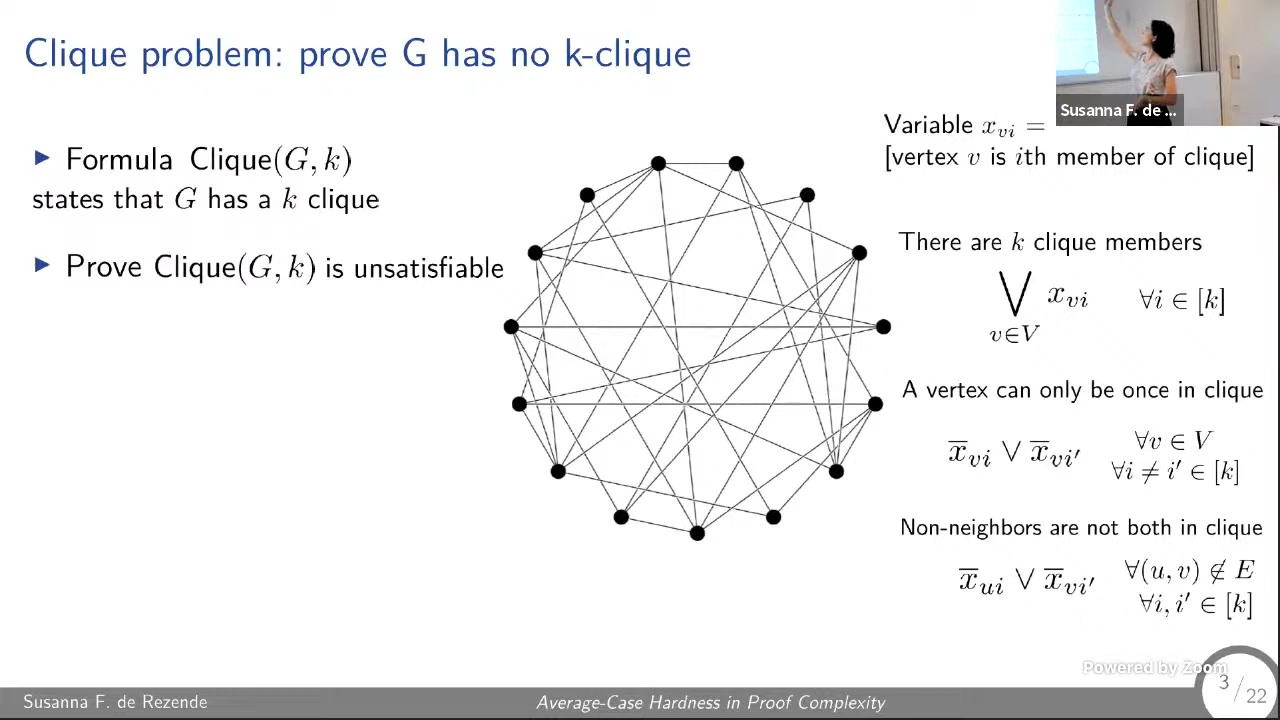 Clique problem: prove G has no k-clique
▶ Formula Clique(G, k)
states that G has a k clique
▶ Prove Clique(G, k) is unsatisfiable
Susanna F. de ...
Variable x_{vi} =
[vertex v is ith member of clique]
There are k clique members
⋁_{v∈V} x_{vi} ∀i ∈ [k]
A vertex can only be once in clique
x̅_{vi} ∨ x̅_{vi'} ∀v ∈ V
∀i ≠ i' ∈ [k]
Non-neighbors are not both in clique
x̅_{ui} ∨ x̅_{vi'} ∀(u, v) ∉ E
∀i, i' ∈ [k]
Powered by Zoom
Susanna F. de Rezende
Average-Case Hardness in Proof Complexity
3 / 22